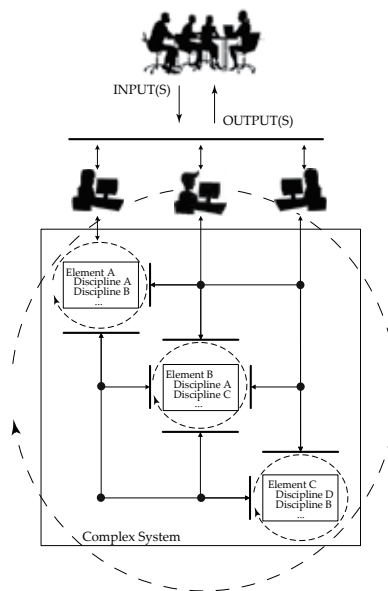 INPUT(S)
OUTPUT(S)
Element A
Discipline A
Discipline B
...
Element B
Discipline A
Discipline C
...
Element C
Discipline D
Discipline B
...
Complex System